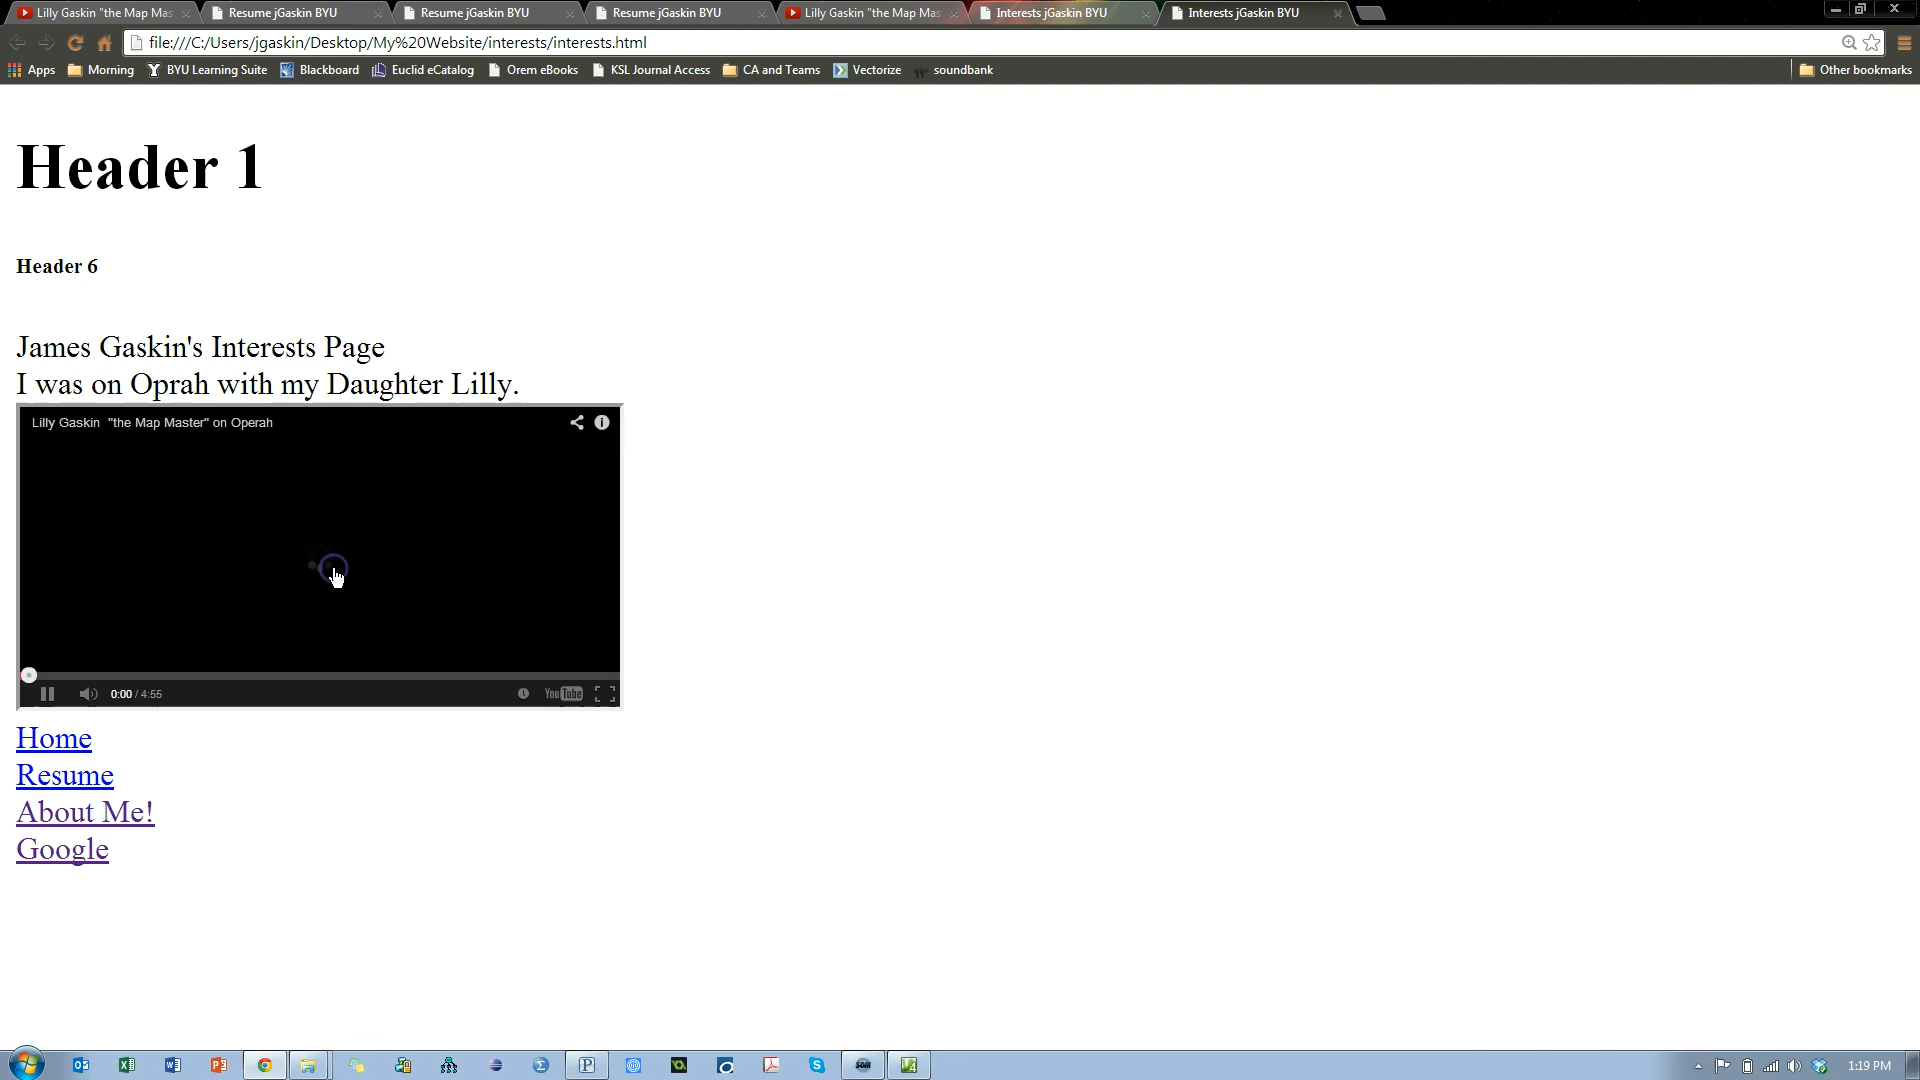 Lilly Gaskin "the Map Mas
Resume jGaskin BYU
Resume jGaskin BYU
Resume jGaskin BYU
Lilly Gaskin "the Map Mas
Interests jGaskin BYU
Interests jGaskin BYU
file:///C:/Users/jgaskin/Desktop/My%20Website/interests/interests.html
Apps Morning BYU Learning Suite Blackboard Euclid eCatalog Orem eBooks KSL Journal Access CA and Teams Vectorize soundbank Other bookmarks
Header 1
Header 6
James Gaskin's Interests Page
I was on Oprah with my Daughter Lilly.
Lilly Gaskin "the Map Master" on Operah
0:00 / 4:55 YouTube
Home
Resume
About Me!
Google
1:19 PM